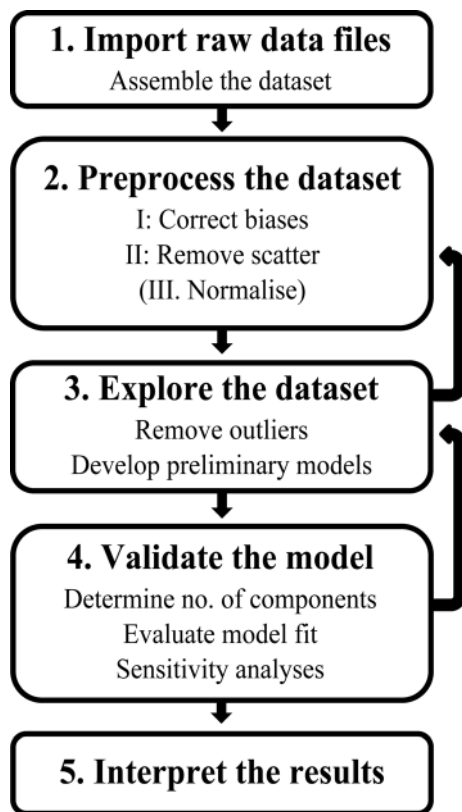 1. Import raw data files
Assemble the dataset
2. Preprocess the dataset
I: Correct biases
II: Remove scatter
(III. Normalise)
3. Explore the dataset
Remove outliers
Develop preliminary models
4. Validate the model
Determine no. of components
Evaluate model fit
Sensitivity analyses
5. Interpret the results